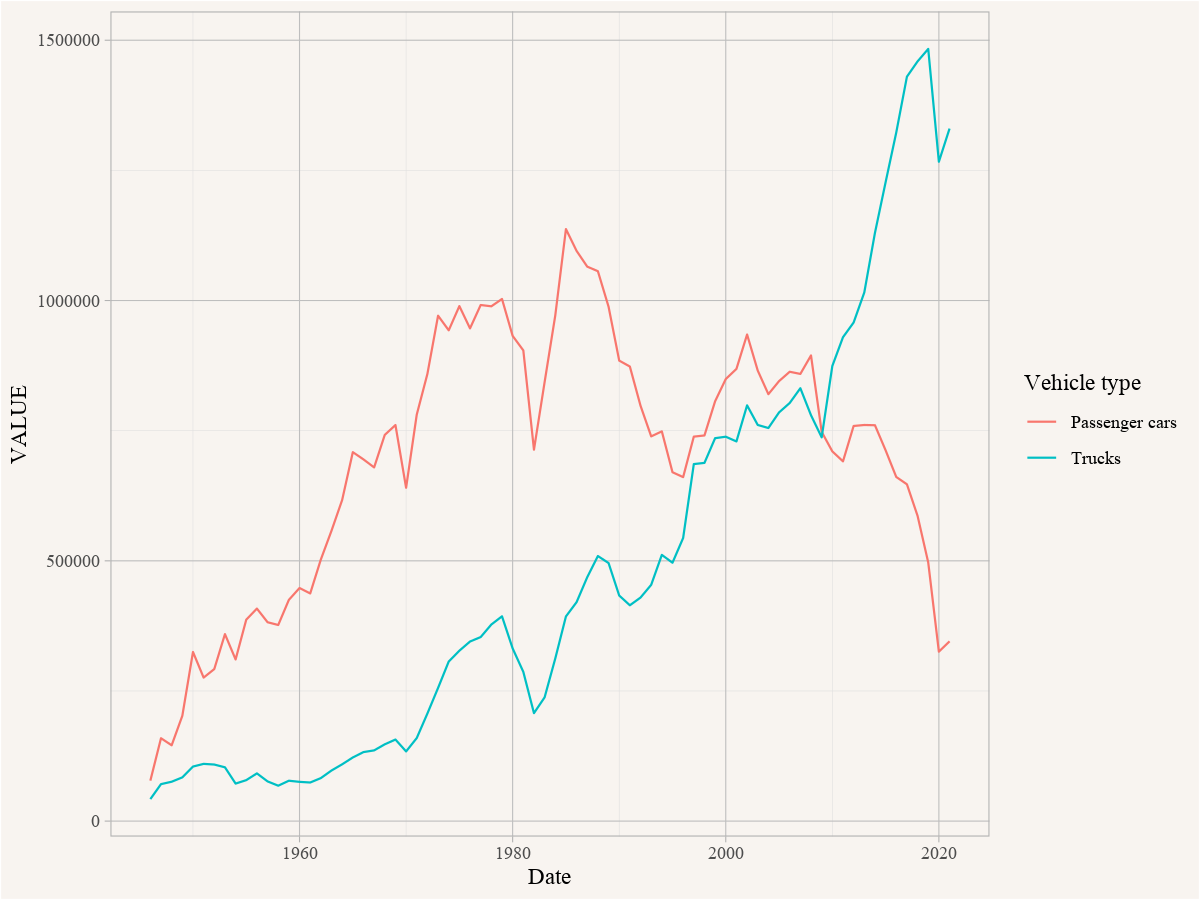 1500000
1000000
500000
0
VALUE
1960 1980 2000 2020
Date
Vehicle type
Passenger cars
Trucks